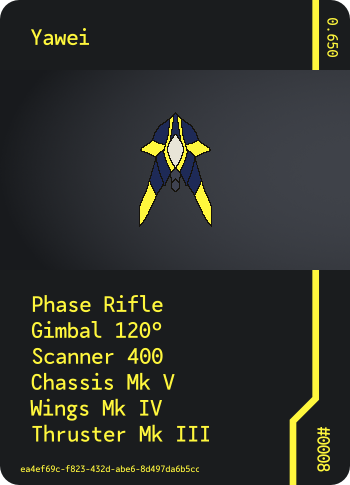 Yawei
0.650
Phase Rifle
Gimbal 120°
Scanner 400
Chassis Mk V
Wings Mk IV
Thruster Mk III
#0008
ea4ef69c-f823-432d-abe6-8d497da6b5cc